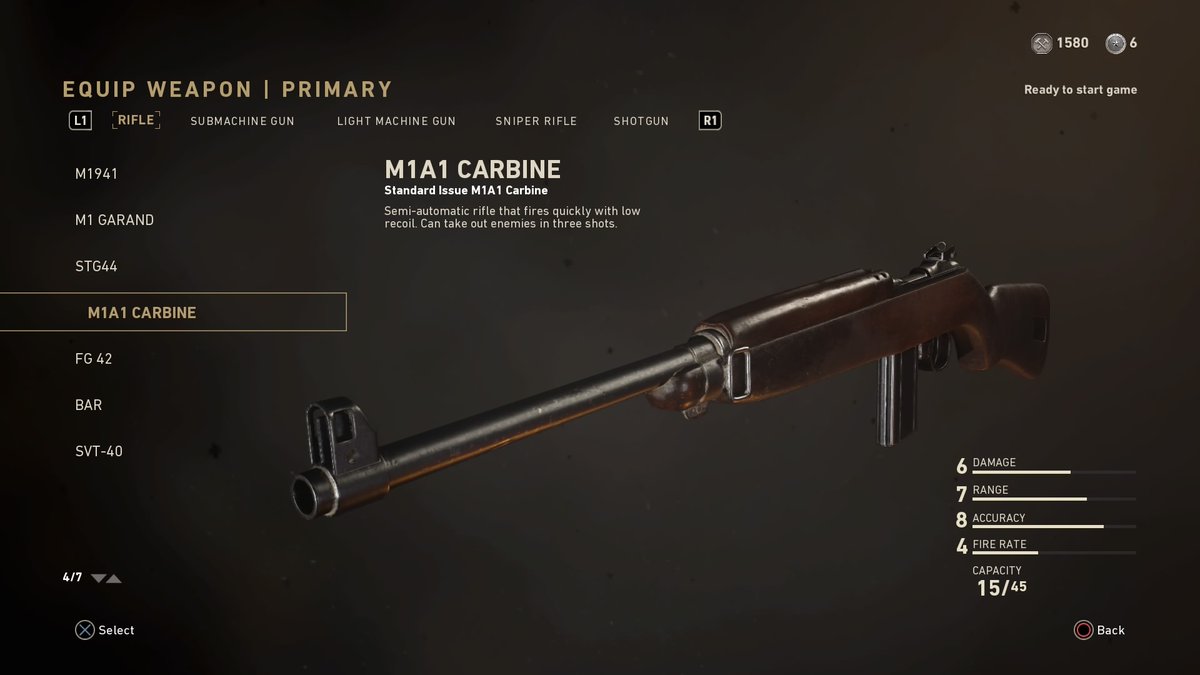 1580 6
EQUIP WEAPON | PRIMARY
Ready to start game
L1 RIFLE SUBMACHINE GUN LIGHT MACHINE GUN SNIPER RIFLE SHOTGUN R1
M1941
M1 GARAND
STG44
M1A1 CARBINE
FG 42
BAR
SVT-40
4/7
M1A1 CARBINE
Standard Issue M1A1 Carbine
Semi-automatic rifle that fires quickly with low
recoil. Can take out enemies in three shots.
6 DAMAGE
7 RANGE
8 ACCURACY
4 FIRE RATE
CAPACITY
15/45
Select
Back